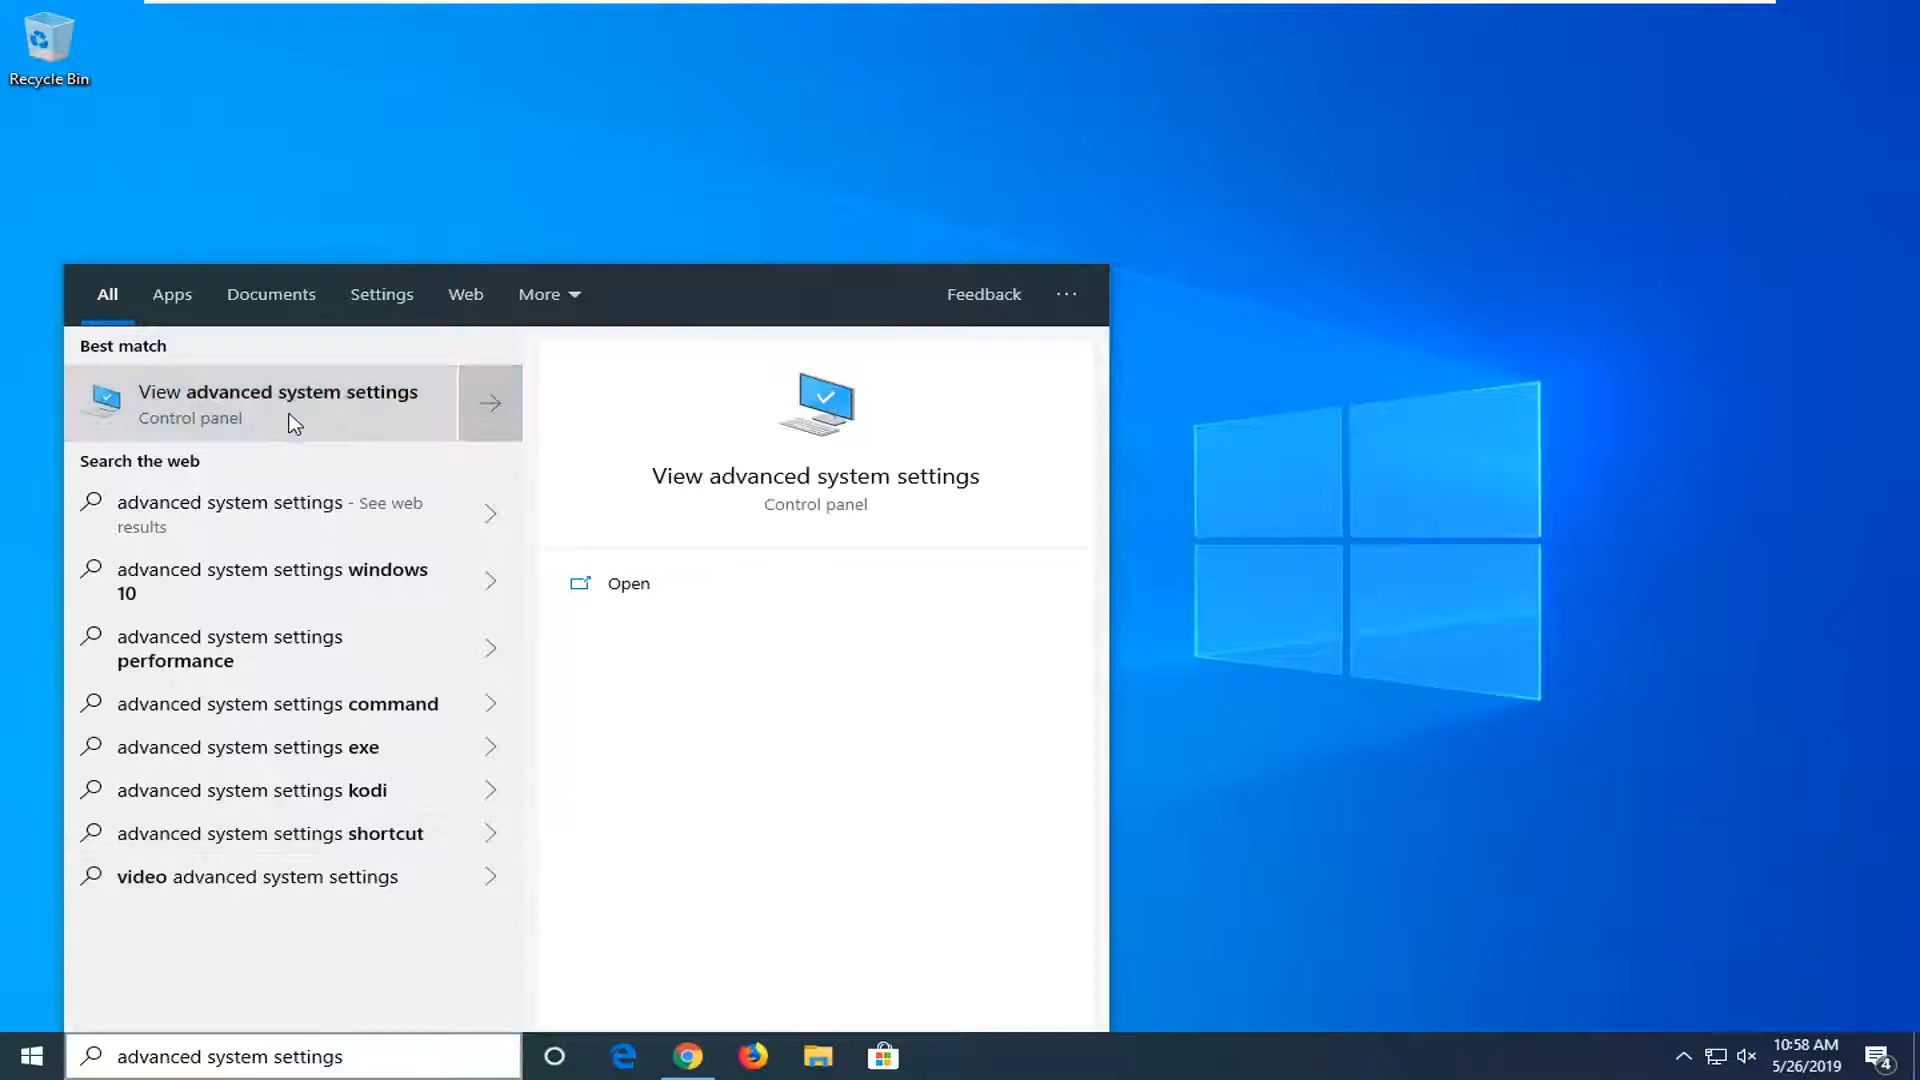 Recycle Bin
All Apps Documents Settings Web More Feedback ...
Best match
View advanced system settings
Control panel
Search the web
advanced system settings - See web
results
advanced system settings windows
10
advanced system settings
performance
advanced system settings command
advanced system settings exe
advanced system settings kodi
advanced system settings shortcut
video advanced system settings
View advanced system settings
Control panel
Open
advanced system settings
10:58 AM
5/26/2019
4